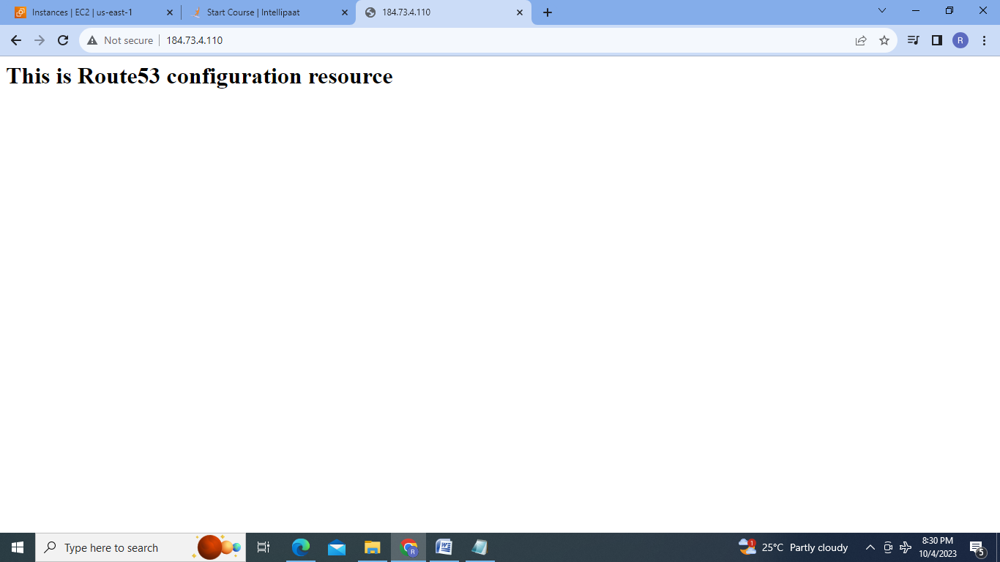 Instances | EC2 | us-east-1
Start Course | Intellipaat
184.73.4.110
Not secure
184.73.4.110
R
This is Route53 configuration resource
Type here to search
R
1
25°C Partly cloudy
8:30 PM
10/4/2023
5